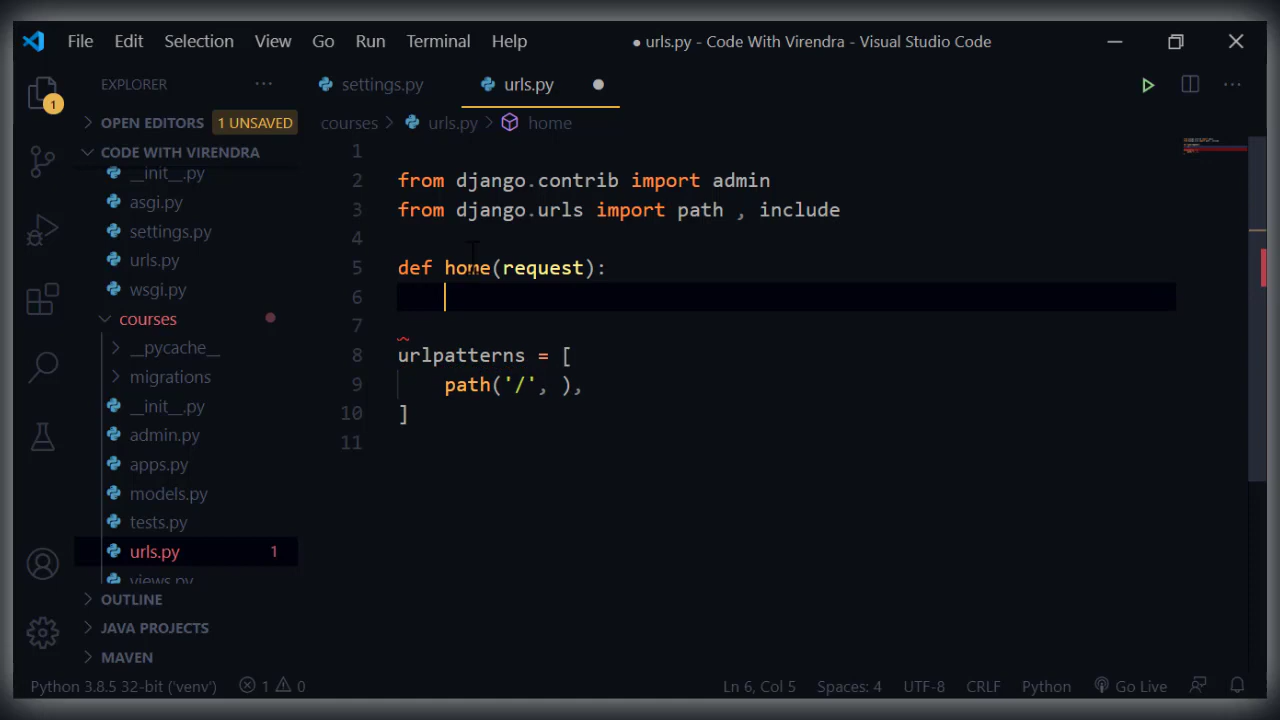 File Edit Selection View Go Run Terminal Help
● urls.py - Code With Virendra - Visual Studio Code
EXPLORER ···
settings.py
urls.py ●
1
OPEN EDITORS 1 UNSAVED
courses > urls.py > home
CODE WITH VIRENDRA
__init__.py
asgi.py
settings.py
urls.py
wsgi.py
courses
__pycache__
migrations
__init__.py
admin.py
apps.py
models.py
tests.py
urls.py 1
views.py
OUTLINE
JAVA PROJECTS
MAVEN
1
2 from django.contrib import admin
3 from django.urls import path , include
4
5 def home(request):
6
7
8 urlpatterns = [
9 path('/', ),
10 ]
11
Python 3.8.5 32-bit ('venv') 1 0 Ln 6, Col 5 Spaces: 4 UTF-8 CRLF Python Go Live